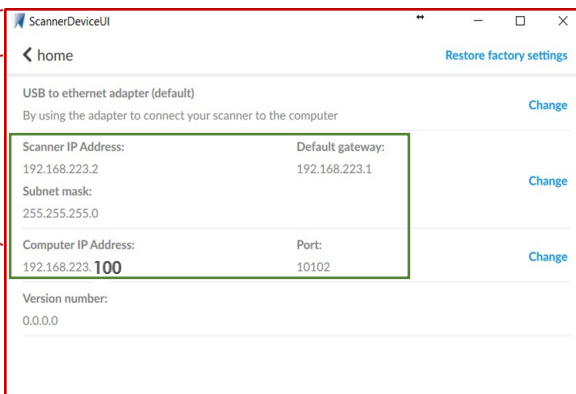 ScannerDeviceUI
home
Restore factory settings
USB to ethernet adapter (default)
By using the adapter to connect your scanner to the computer
Change
Scanner IP Address:
Default gateway:
192.168.223.2
192.168.223.1
Change
Subnet mask:
255.255.255.0
Computer IP Address:
Port:
Change
192.168.223.100
10102
Version number:
0.0.0.0